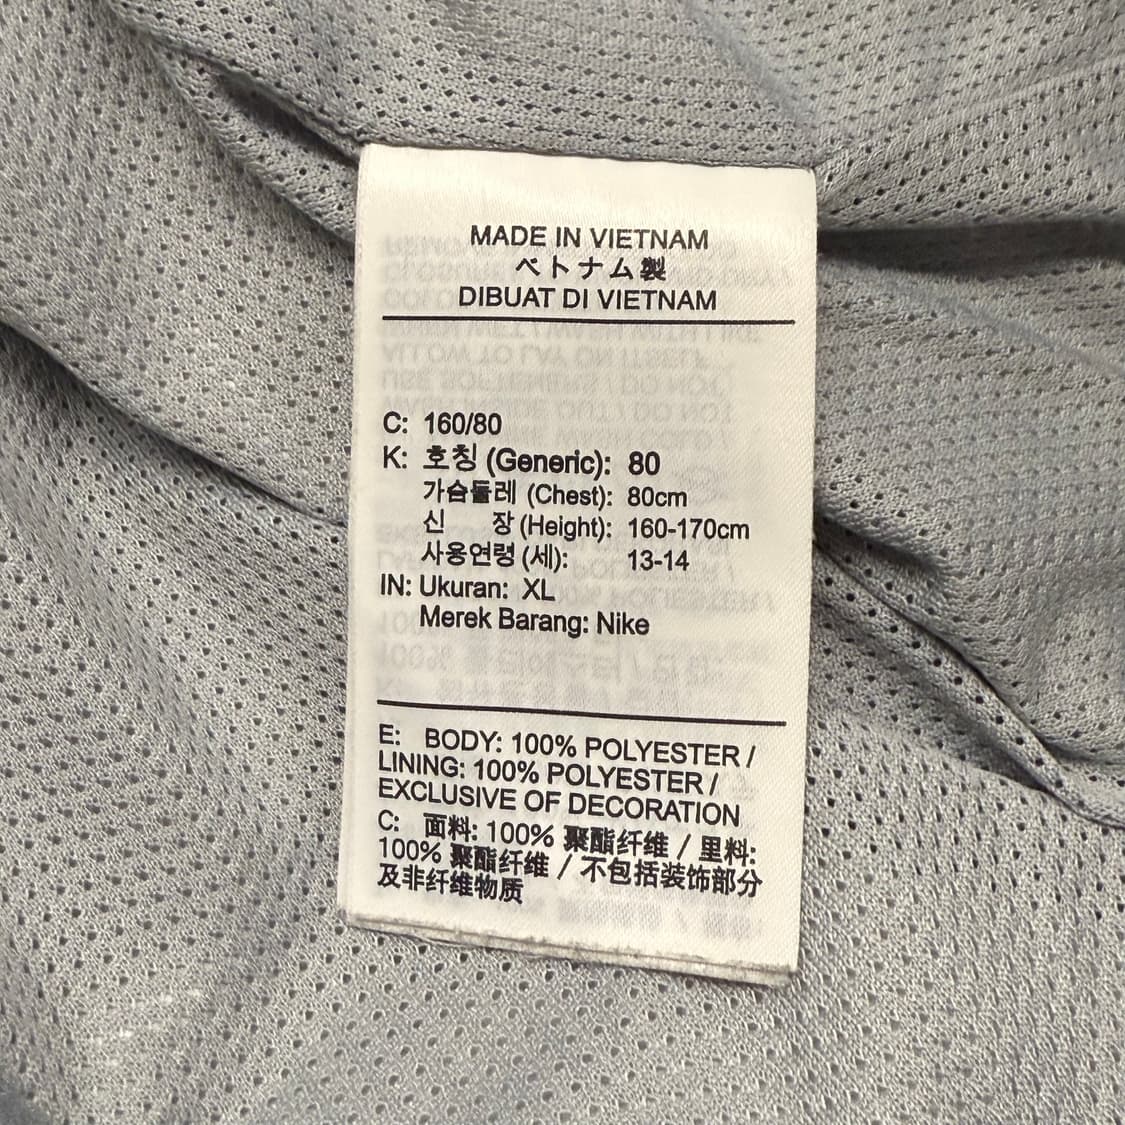 MADE IN VIETNAM
ベトナム製
DIBUAT DI VIETNAM
C: 160/80
K: 호칭 (Generic): 80
가슴둘레 (Chest): 80cm
신 장 (Height): 160-170cm
사용연령 (세): 13-14
IN: Ukuran: XL
Merek Barang: Nike
E: BODY: 100% POLYESTER /
LINING: 100% POLYESTER /
EXCLUSIVE OF DECORATION
C: 面料: 100% 聚酯纤维 / 里料:
100% 聚酯纤维 / 不包括装饰部分
及非纤维物质